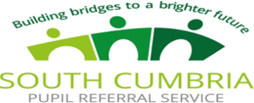 Building bridges to a brighter future
SOUTH CUMBRIA
PUPIL REFERRAL SERVICE